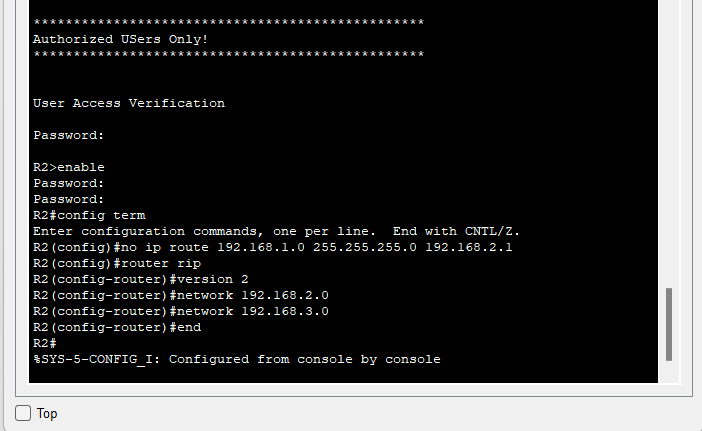 *************************************************
Authorized USers Only!
*************************************************
User Access Verification
Password:
R2>enable
Password:
Password:
R2#config term
Enter configuration commands, one per line.  End with CNTL/Z.
R2(config)#no ip route 192.168.1.0 255.255.255.0 192.168.2.1
R2(config)#router rip
R2(config-router)#version 2
R2(config-router)#network 192.168.2.0
R2(config-router)#network 192.168.3.0
R2(config-router)#end
R2#
%SYS-5-CONFIG_I: Configured from console by console
Top